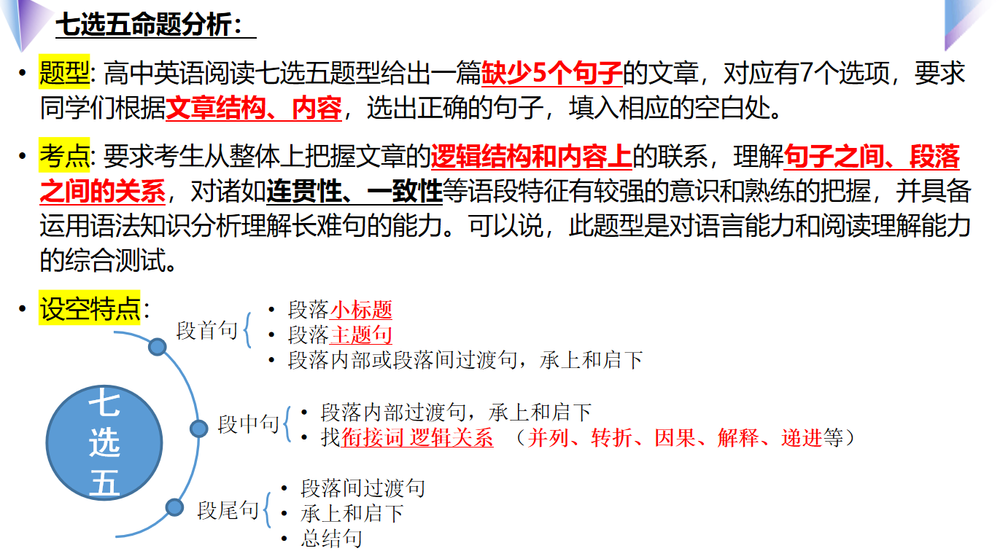 七选五命题分析：
• 题型: 高中英语阅读七选五题型给出一篇缺少5个句子的文章，对应有7个选项，要求
同学们根据文章结构、内容，选出正确的句子，填入相应的空白处。
• 考点: 要求考生从整体上把握文章的逻辑结构和内容上的联系，理解句子之间、段落
之间的关系，对诸如连贯性、一致性等语段特征有较强的意识和熟练的把握，并具备
运用语法知识分析理解长难句的能力。可以说，此题型是对语言能力和阅读理解能力
的综合测试。
• 设空特点：
段首句
• 段落小标题
• 段落主题句
• 段落内部或段落间过渡句，承上和启下
段中句
• 段落内部过渡句，承上和启下
• 找衔接词 逻辑关系 （并列、转折、因果、解释、递进等）
段尾句
• 段落间过渡句
• 承上和启下
• 总结句
七
选
五